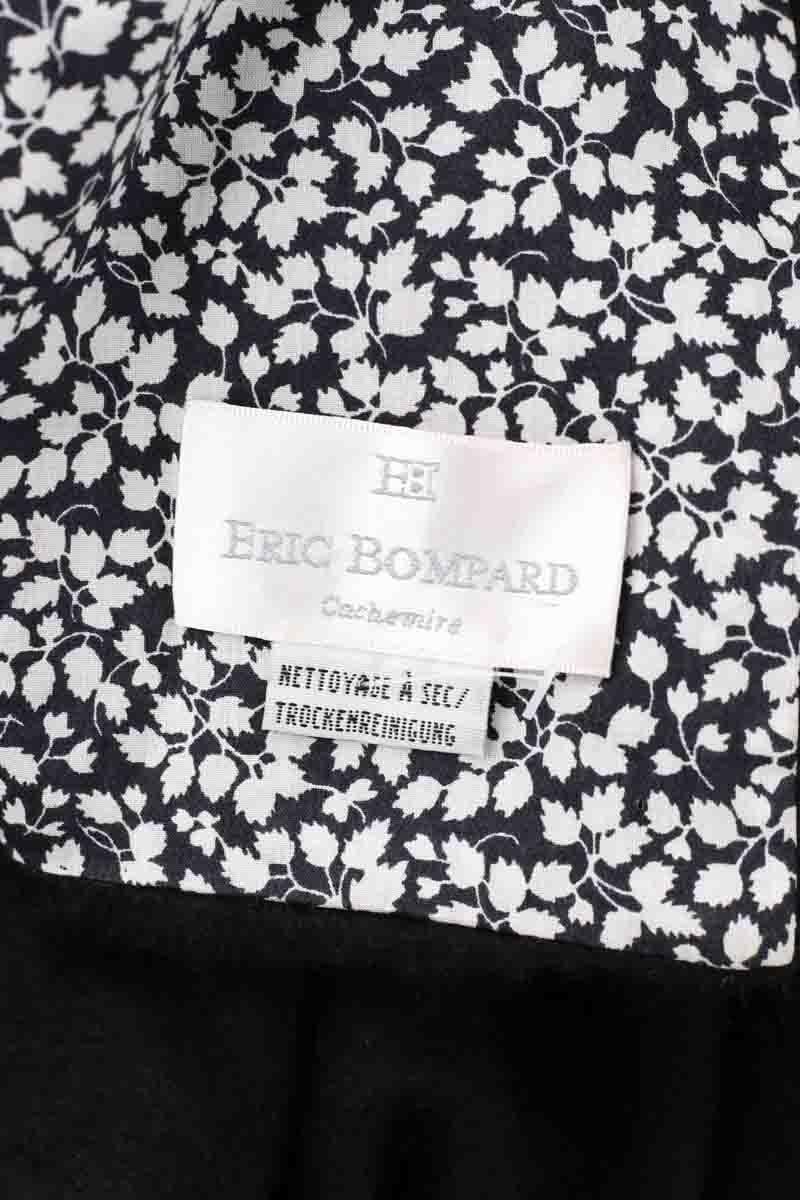 EB
ERIC BOMPARD
Cachemire
NETTOYAGE À SEC/
TROCKENREINIGUNG